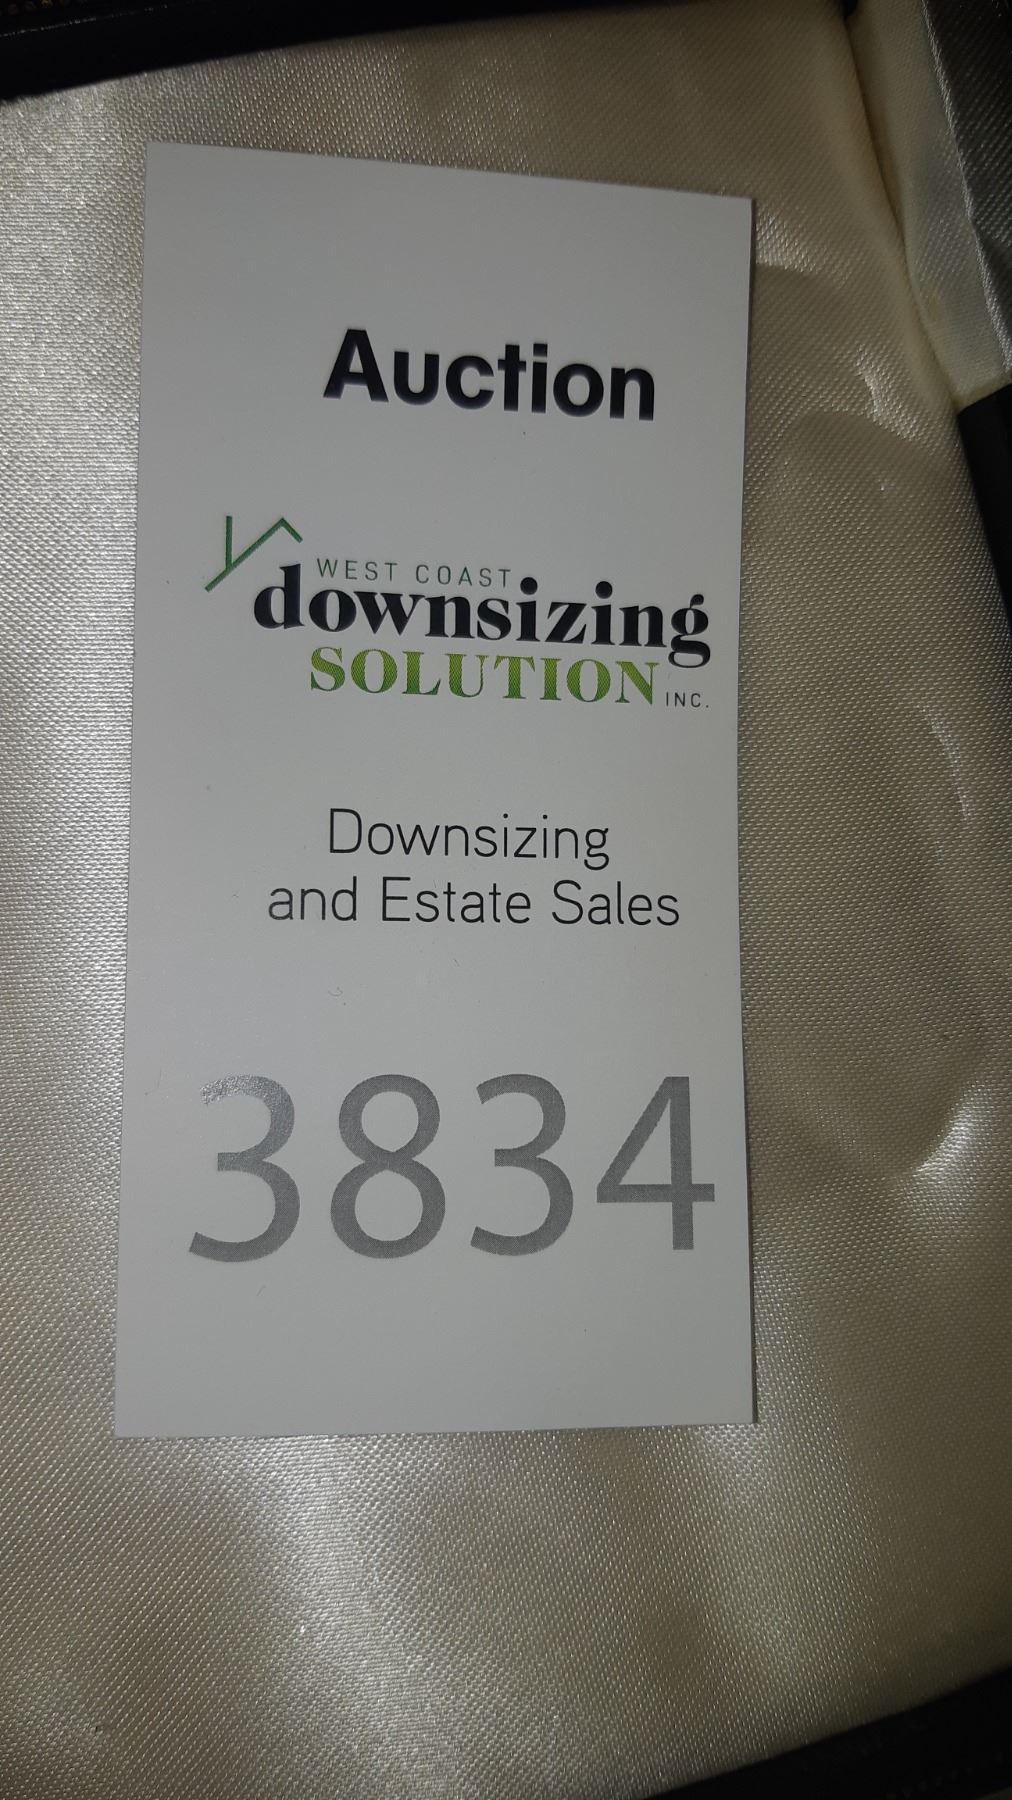 Auction
WEST COAST
downsizing
SOLUTION INC.
Downsizing
and Estate Sales
3834